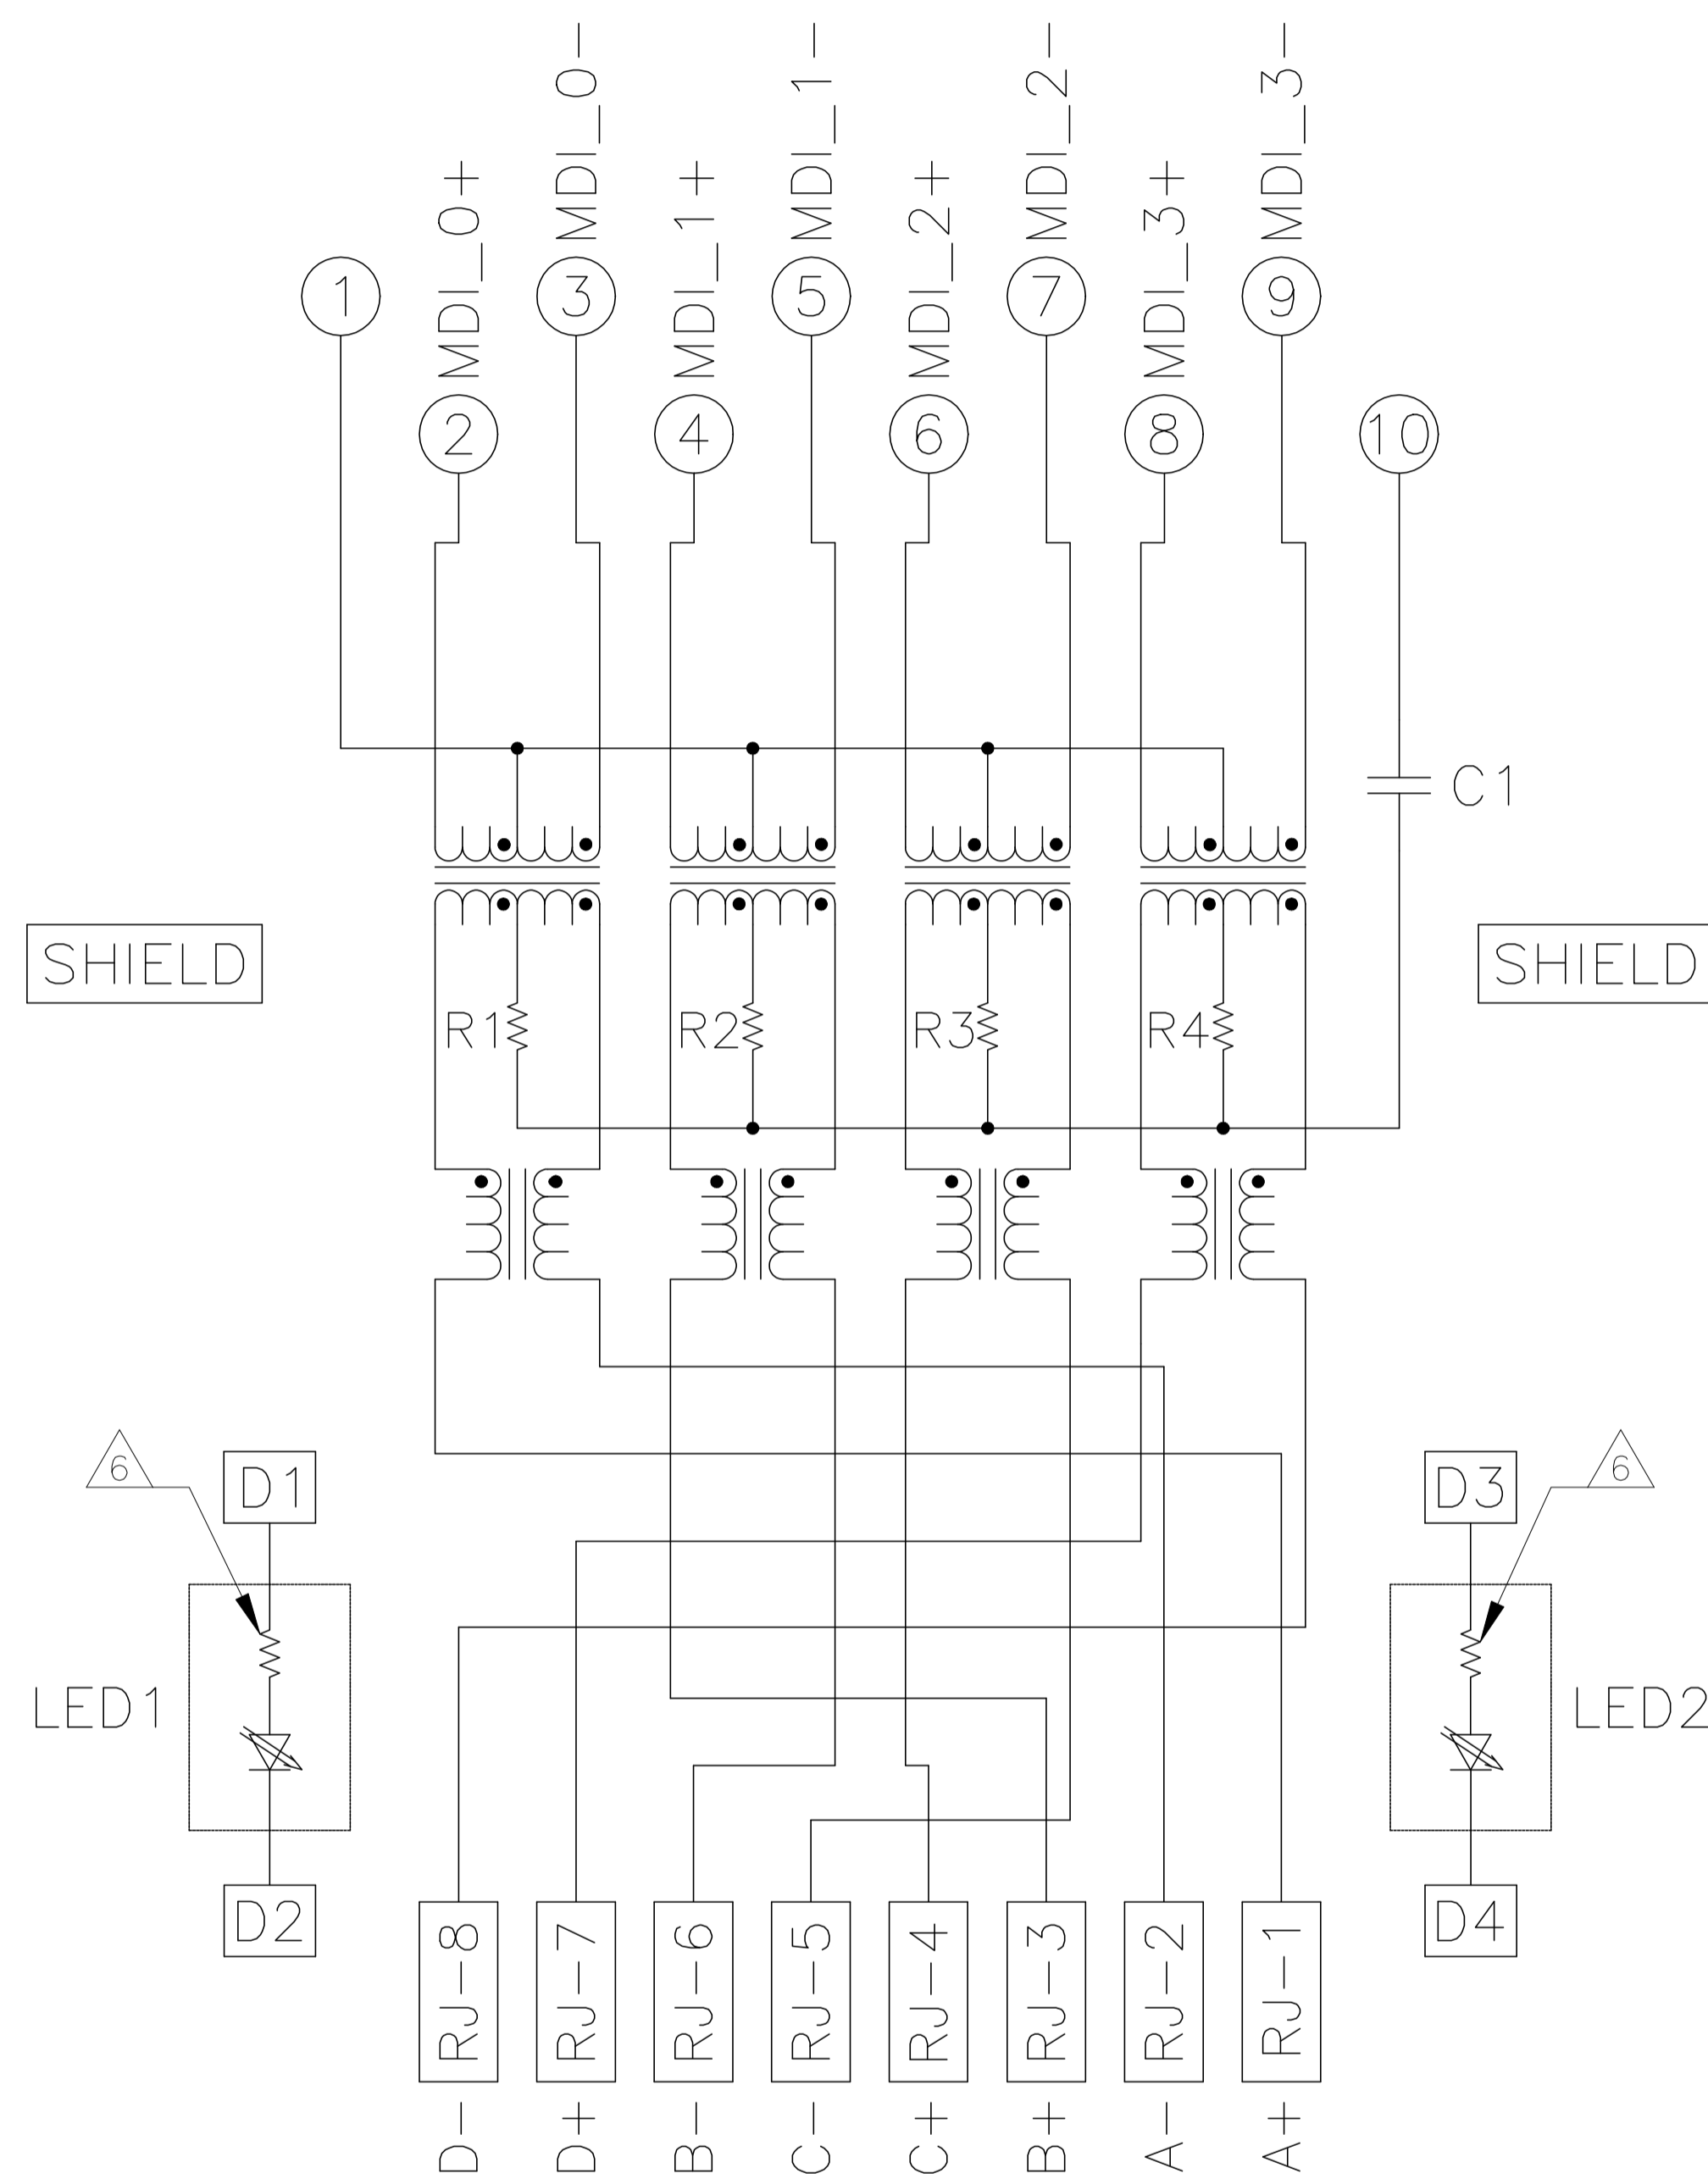 MDI_0+
MDI_0-
MDI_1+
MDI_1-
MDI_2+
MDI_2-
MDI_3+
MDI_3-
1
3
5
7
9
2
4
6
8
10
C1
SHIELD
SHIELD
R1
R2
R3
R4
6
D1
D3
6
LED1
LED2
D2
D4
RJ-8
RJ-7
RJ-6
RJ-5
RJ-4
RJ-3
RJ-2
RJ-1
D-
D+
B-
C-
C+
B+
A-
A+